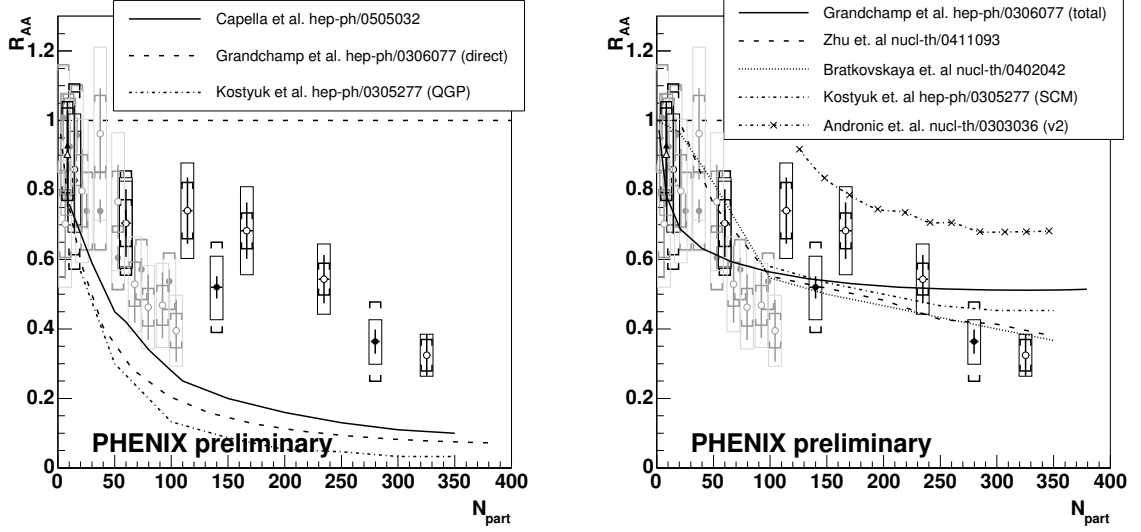 R_AA
Capella et al. hep-ph/0505032
Grandchamp et al. hep-ph/0306077 (direct)
Kostyuk et al. hep-ph/0305277 (QGP)
1.2
1
0.8
0.6
0.4
0.2
0
PHENIX preliminary
0 50 100 150 200 250 300 350 400
N_part
R_AA
Grandchamp et al. hep-ph/0306077 (total)
Zhu et. al nucl-th/0411093
Bratkovskaya et. al nucl-th/0402042
Kostyuk et. al hep-ph/0305277 (SCM)
Andronic et. al. nucl-th/0303036 (v2)
1.2
1
0.8
0.6
0.4
0.2
0
PHENIX preliminary
0 50 100 150 200 250 300 350 400
N_part